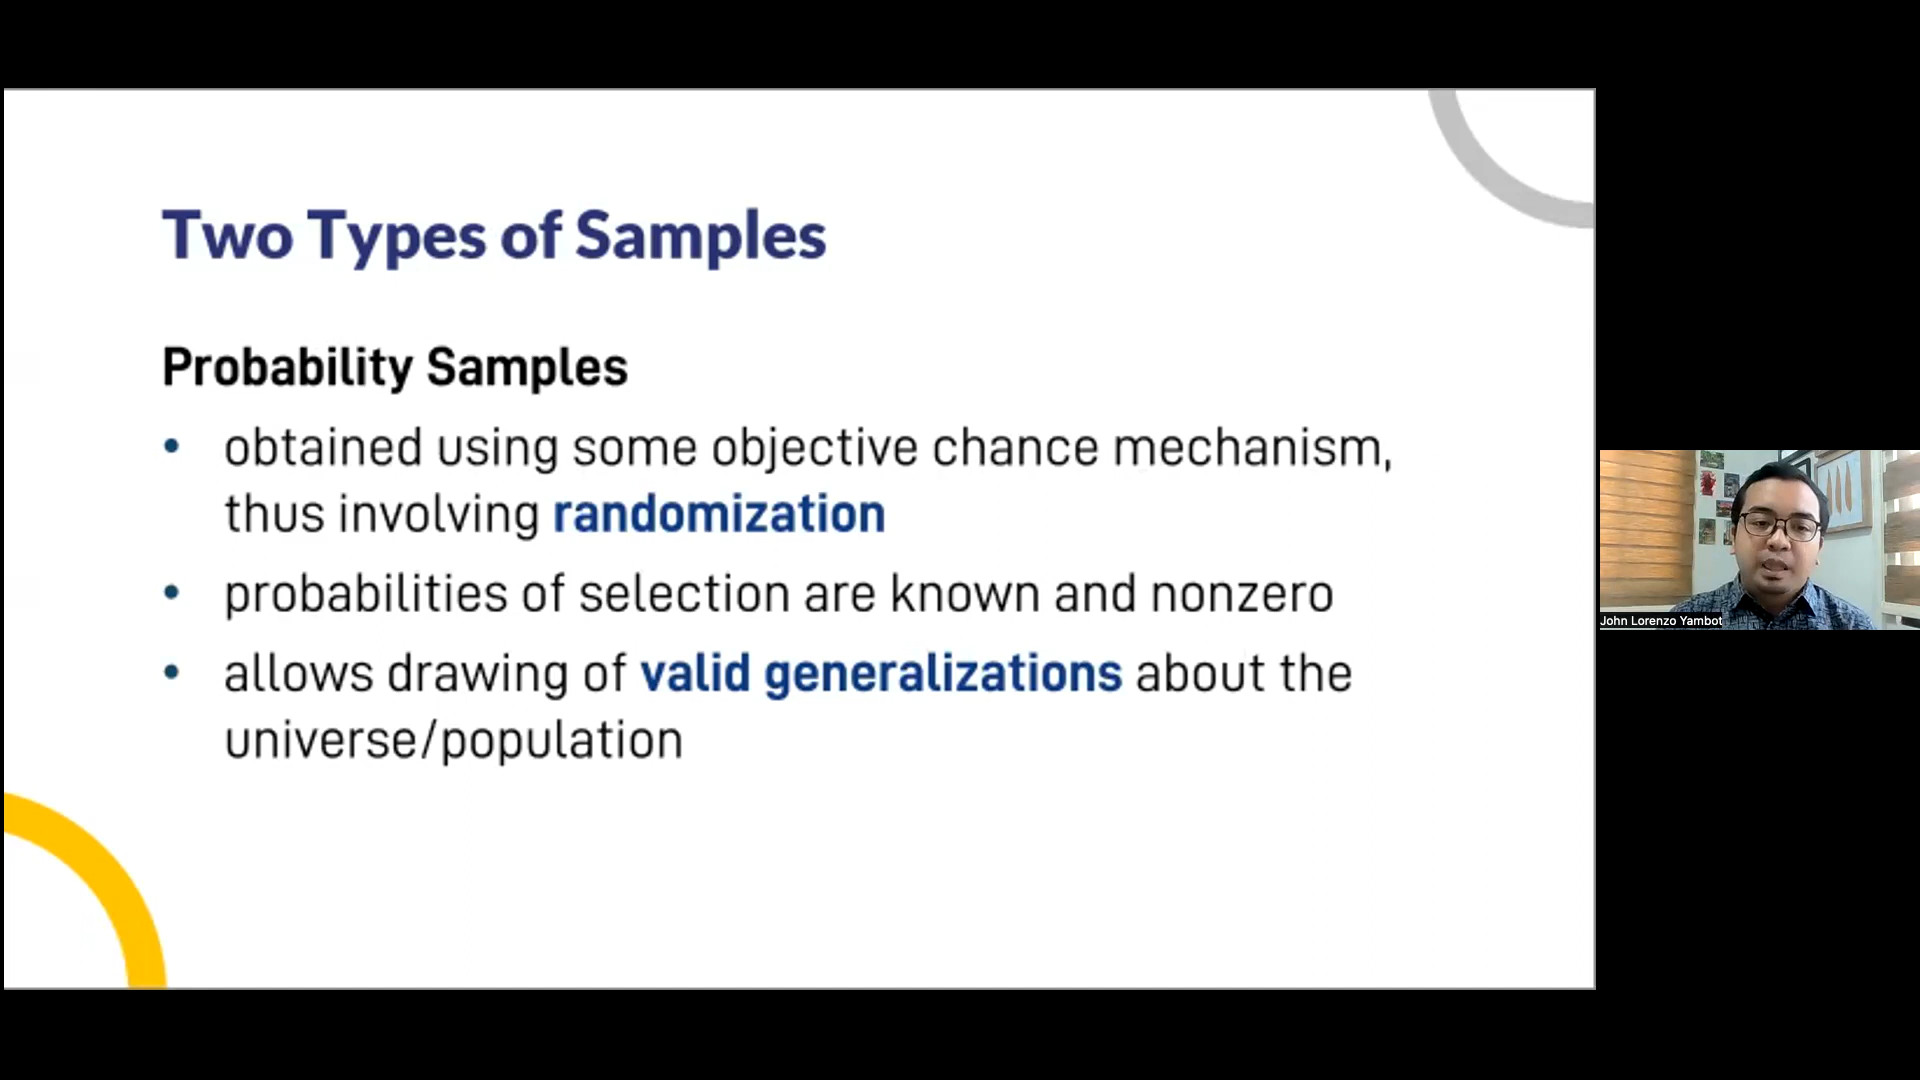 Two Types of Samples
Probability Samples
• obtained using some objective chance mechanism,
thus involving randomization
• probabilities of selection are known and nonzero
• allows drawing of valid generalizations about the
universe/population
John Lorenzo Yambot